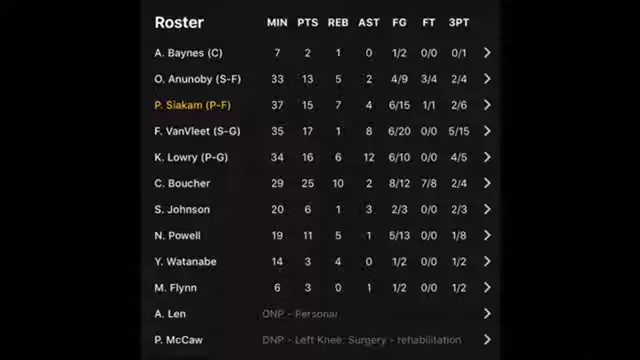 Roster MIN PTS REB AST FG FT 3PT
A. Baynes (C) 7 2 1 0 1/2 0/0 0/1
O. Anunoby (S-F) 33 13 5 2 4/9 3/4 2/4
P. Siakam (P-F) 37 15 7 4 6/15 1/1 2/6
F. VanVleet (S-G) 35 17 1 8 6/20 0/0 5/15
K. Lowry (P-G) 34 16 6 12 6/10 0/0 4/5
C. Boucher 29 25 10 2 8/12 7/8 2/4
S. Johnson 20 6 1 3 2/3 0/0 2/3
N. Powell 19 11 5 1 5/13 0/0 1/8
Y. Watanabe 14 3 4 0 1/2 0/0 1/2
M. Flynn 6 3 0 1 1/2 0/0 1/2
A. Len DNP - Personal
P. McCaw DNP - Left Knee: Surgery - rehabilitation